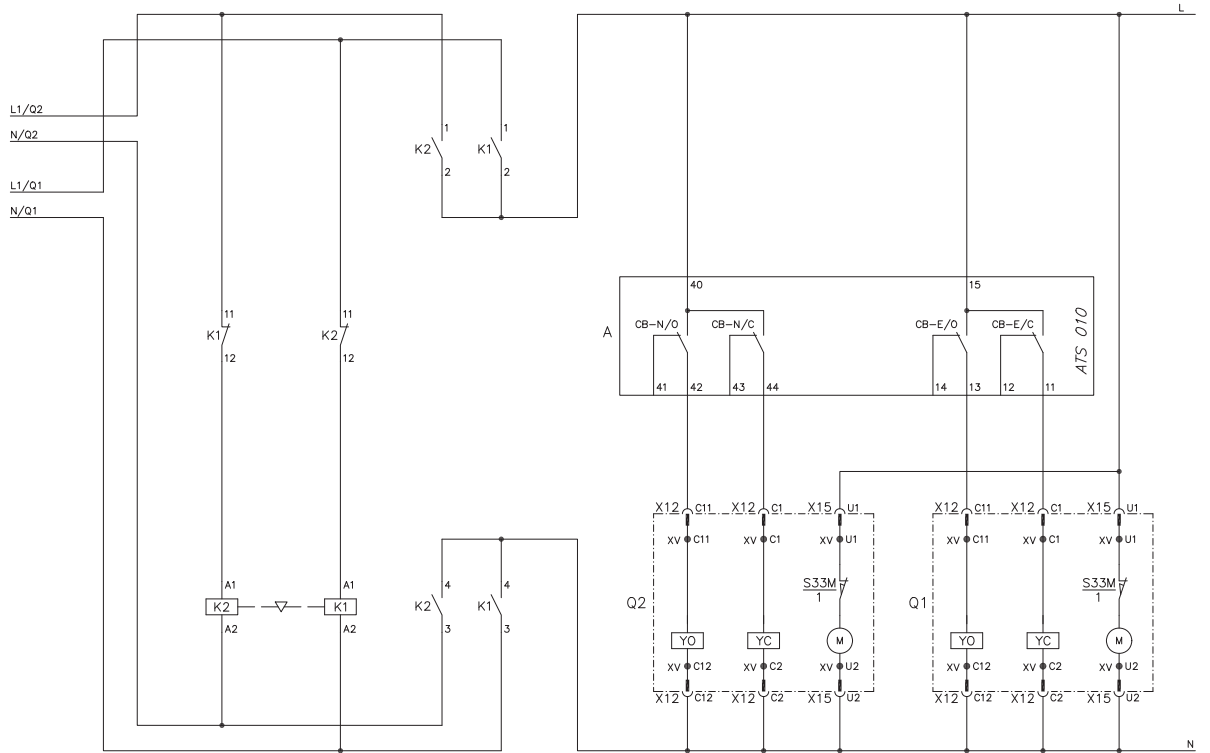 L
L1/Q2
N/Q2
L1/Q1
N/Q1
1
K2
2
1
K1
2
40
15
A
CB-N/O
CB-N/C
CB-E/O
CB-E/C
ATS 010
41
42
43
44
14
13
12
11
11
K1
12
11
K2
12
X12
C11
X12
C1
X15
U1
X12
C11
X12
C1
X15
U1
XV
C11
XV
C1
XV
U1
XV
C11
XV
C1
XV
U1
S33M
1
S33M
1
Q2
Q1
A1
K2
A2
A1
K1
A2
4
K2
3
4
K1
3
YO
YC
M
YO
YC
M
XV
C12
XV
C2
XV
U2
XV
C12
XV
C2
XV
U2
X12
C12
X12
C2
X15
U2
X12
C12
X12
C2
X15
U2
N